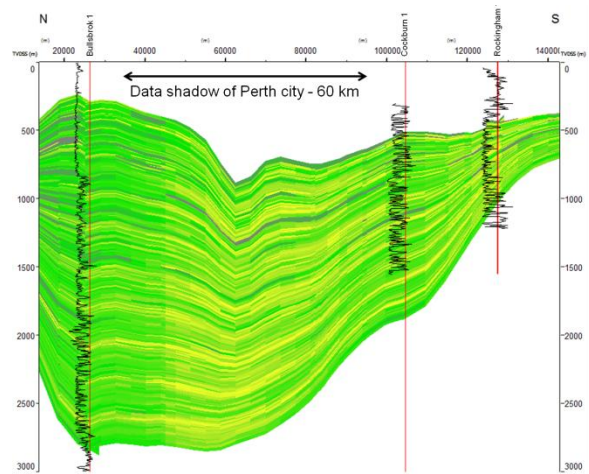 N S
TVDSS (m) (m) (m) (m) (m) TVDSS (m)
20000 40000 60000 80000 100000 120000 140000
Bullsbrok 1
Cockburn 1
Rockingham
Data shadow of Perth city - 60 km
0 0
500 500
1000 1000
1500 1500
2000 2000
2500 2500
3000 3000